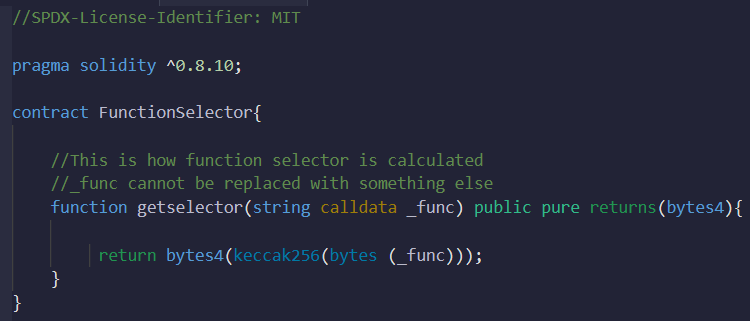 //SPDX-License-Identifier: MIT
pragma solidity ^0.8.10;
contract FunctionSelector{
//This is how function selector is calculated
//_func cannot be replaced with something else
function getselector(string calldata _func) public pure returns(bytes4){
return bytes4(keccak256(bytes (_func)));
}
}